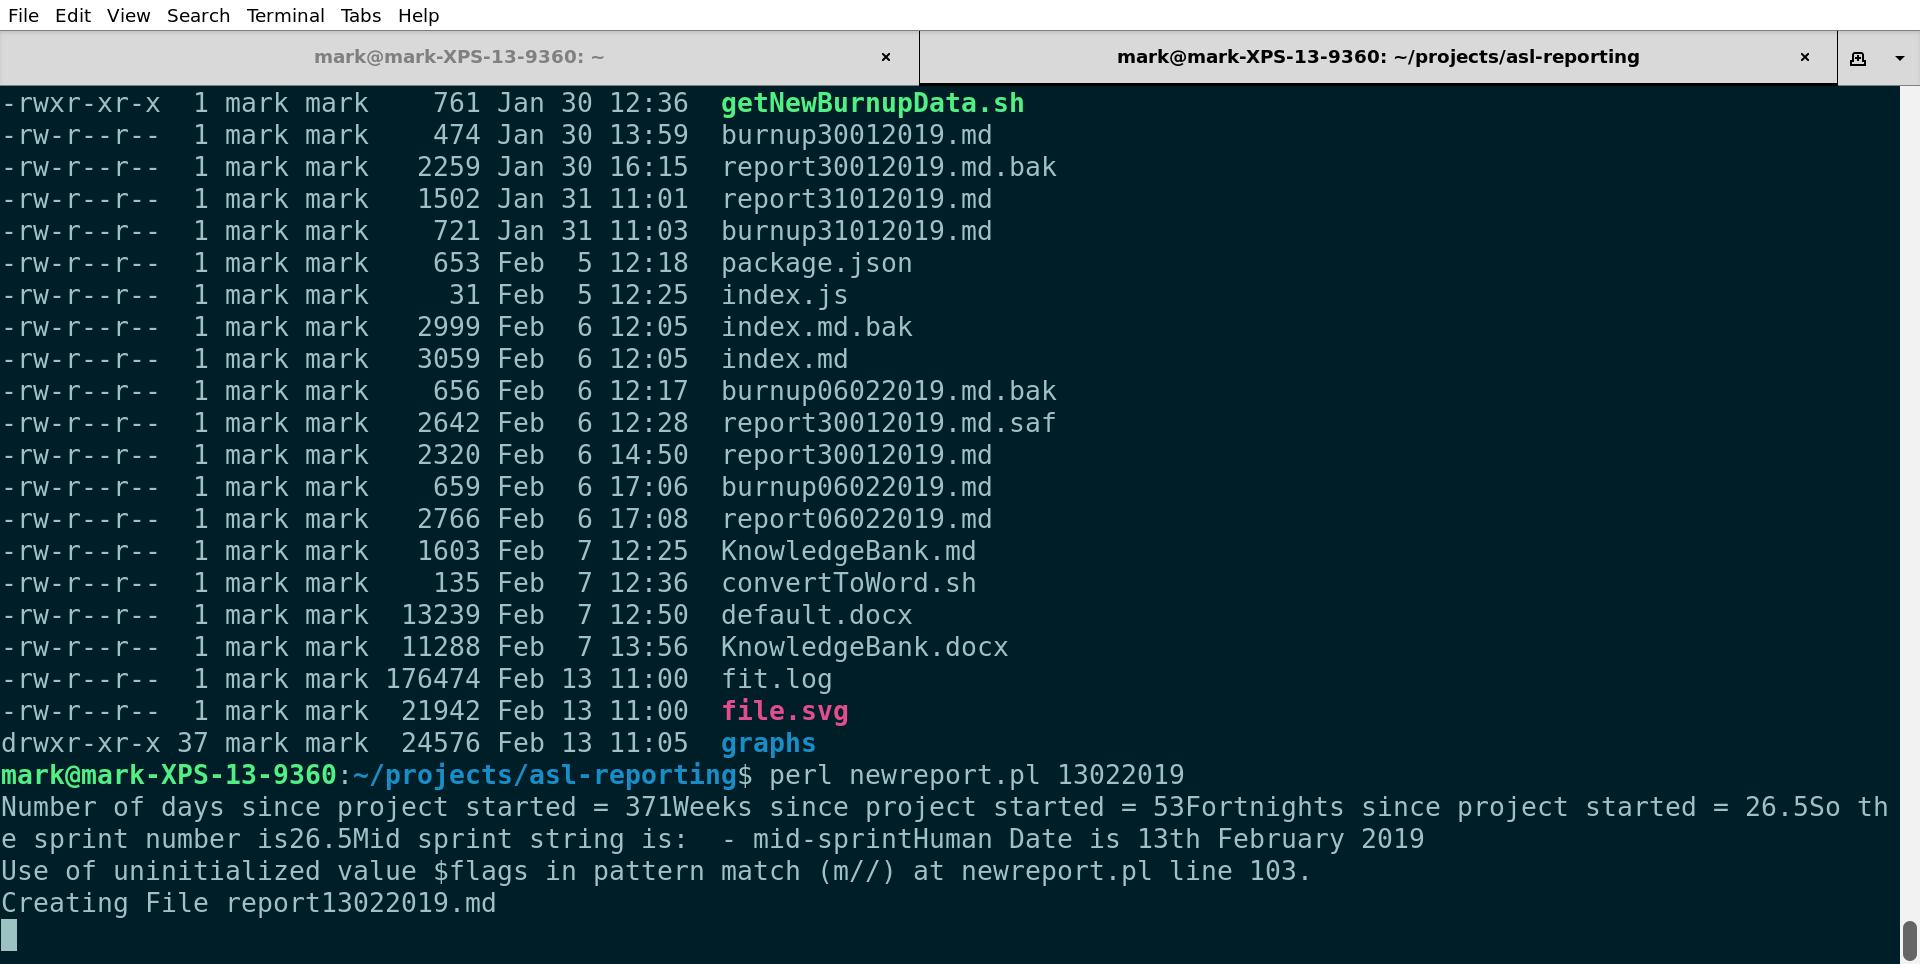 File Edit View Search Terminal Tabs Help
mark@mark-XPS-13-9360: ~ × mark@mark-XPS-13-9360: ~/projects/asl-reporting ×
-rwxr-xr-x  1 mark mark    761 Jan 30 12:36  getNewBurnupData.sh
-rw-r--r--  1 mark mark    474 Jan 30 13:59  burnup30012019.md
-rw-r--r--  1 mark mark   2259 Jan 30 16:15  report30012019.md.bak
-rw-r--r--  1 mark mark   1502 Jan 31 11:01  report31012019.md
-rw-r--r--  1 mark mark    721 Jan 31 11:03  burnup31012019.md
-rw-r--r--  1 mark mark    653 Feb  5 12:18  package.json
-rw-r--r--  1 mark mark     31 Feb  5 12:25  index.js
-rw-r--r--  1 mark mark   2999 Feb  6 12:05  index.md.bak
-rw-r--r--  1 mark mark   3059 Feb  6 12:05  index.md
-rw-r--r--  1 mark mark    656 Feb  6 12:17  burnup06022019.md.bak
-rw-r--r--  1 mark mark   2642 Feb  6 12:28  report30012019.md.saf
-rw-r--r--  1 mark mark   2320 Feb  6 14:50  report30012019.md
-rw-r--r--  1 mark mark    659 Feb  6 17:06  burnup06022019.md
-rw-r--r--  1 mark mark   2766 Feb  6 17:08  report06022019.md
-rw-r--r--  1 mark mark   1603 Feb  7 12:25  KnowledgeBank.md
-rw-r--r--  1 mark mark    135 Feb  7 12:36  convertToWord.sh
-rw-r--r--  1 mark mark  13239 Feb  7 12:50  default.docx
-rw-r--r--  1 mark mark  11288 Feb  7 13:56  KnowledgeBank.docx
-rw-r--r--  1 mark mark 176474 Feb 13 11:00  fit.log
-rw-r--r--  1 mark mark  21942 Feb 13 11:00  file.svg
drwxr-xr-x 37 mark mark  24576 Feb 13 11:05  graphs
mark@mark-XPS-13-9360:~/projects/asl-reporting$ perl newreport.pl 13022019
Number of days since project started = 371Weeks since project started = 53Fortnights since project started = 26.5So th
e sprint number is26.5Mid sprint string is:  - mid-sprintHuman Date is 13th February 2019
Use of uninitialized value $flags in pattern match (m//) at newreport.pl line 103.
Creating File report13022019.md